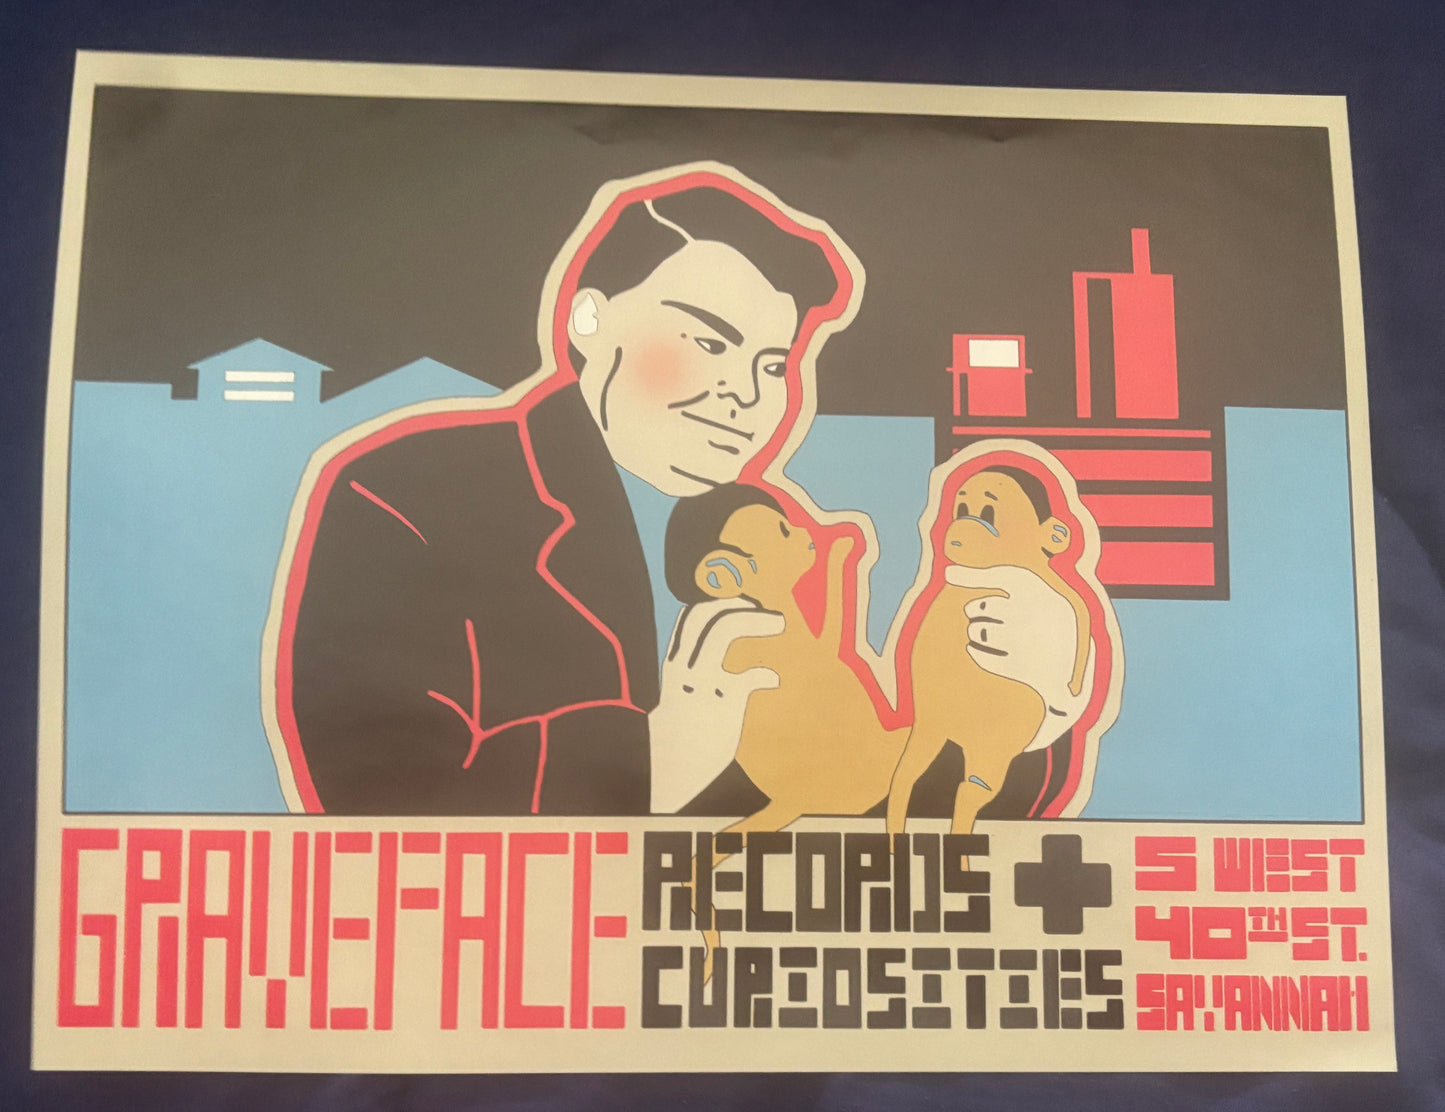 GRAVEFACE
RECORDS +
CURIOSITIES
5 WEST
40TH ST.
SAVANNAH